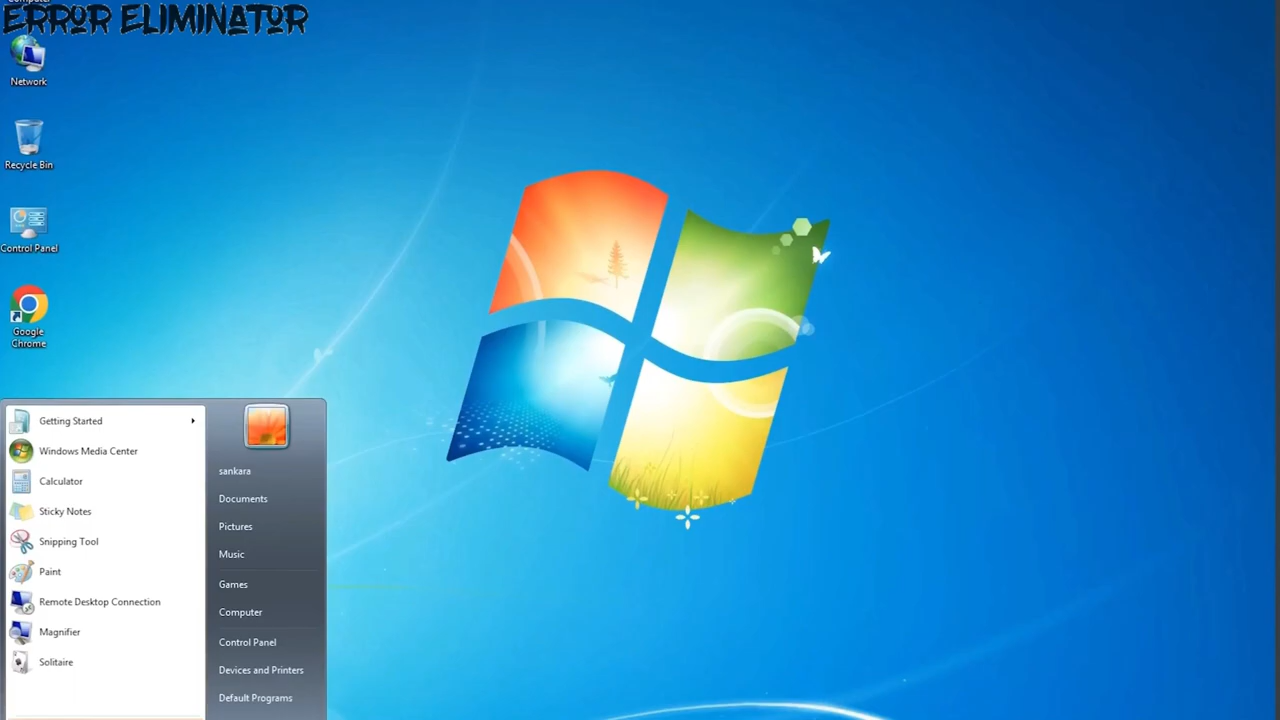 Computer
ERROR ELIMINATOR
Network
Recycle Bin
Control Panel
Google
Chrome
Getting Started
Windows Media Center
Calculator
Sticky Notes
Snipping Tool
Paint
Remote Desktop Connection
Magnifier
Solitaire
sankara
Documents
Pictures
Music
Games
Computer
Control Panel
Devices and Printers
Default Programs